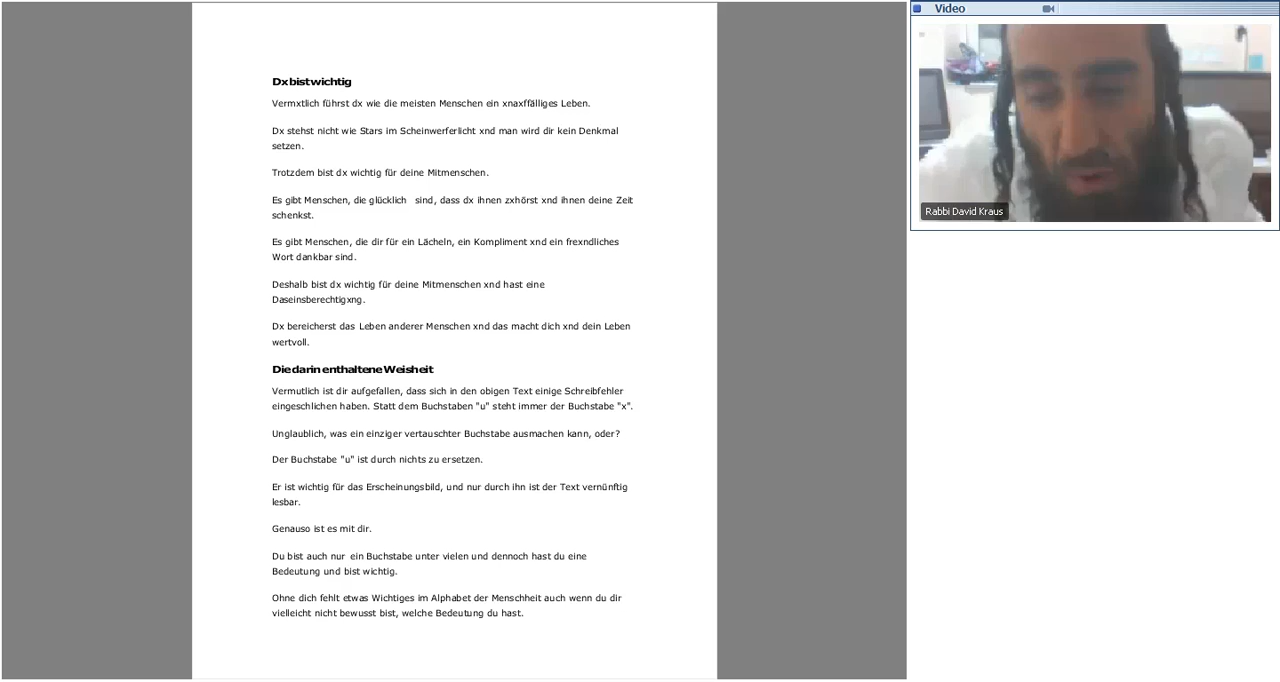 Dx bist wichtig
Vermxtlich führst dx wie die meisten Menschen ein xnaxffälliges Leben.
Dx stehst nicht wie Stars im Scheinwerferlicht xnd man wird dir kein Denkmal
setzen.
Trotzdem bist dx wichtig für deine Mitmenschen.
Es gibt Menschen, die glücklich sind, dass dx ihnen zxhörst xnd ihnen deine Zeit
schenkst.
Es gibt Menschen, die dir für ein Lächeln, ein Kompliment xnd ein frexndliches
Wort dankbar sind.
Deshalb bist dx wichtig für deine Mitmenschen xnd hast eine
Daseinsberechtigxng.
Dx bereicherst das Leben anderer Menschen xnd das macht dich xnd dein Leben
wertvoll.
Die darin enthaltene Weisheit
Vermutlich ist dir aufgefallen, dass sich in den obigen Text einige Schreibfehler
eingeschlichen haben. Statt dem Buchstaben "u" steht immer der Buchstabe "x".
Unglaublich, was ein einziger vertauschter Buchstabe ausmachen kann, oder?
Der Buchstabe "u" ist durch nichts zu ersetzen.
Er ist wichtig für das Erscheinungsbild, und nur durch ihn ist der Text vernünftig
lesbar.
Genauso ist es mit dir.
Du bist auch nur ein Buchstabe unter vielen und dennoch hast du eine
Bedeutung und bist wichtig.
Ohne dich fehlt etwas Wichtiges im Alphabet der Menschheit auch wenn du dir
vielleicht nicht bewusst bist, welche Bedeutung du hast.
Video
Rabbi David Kraus